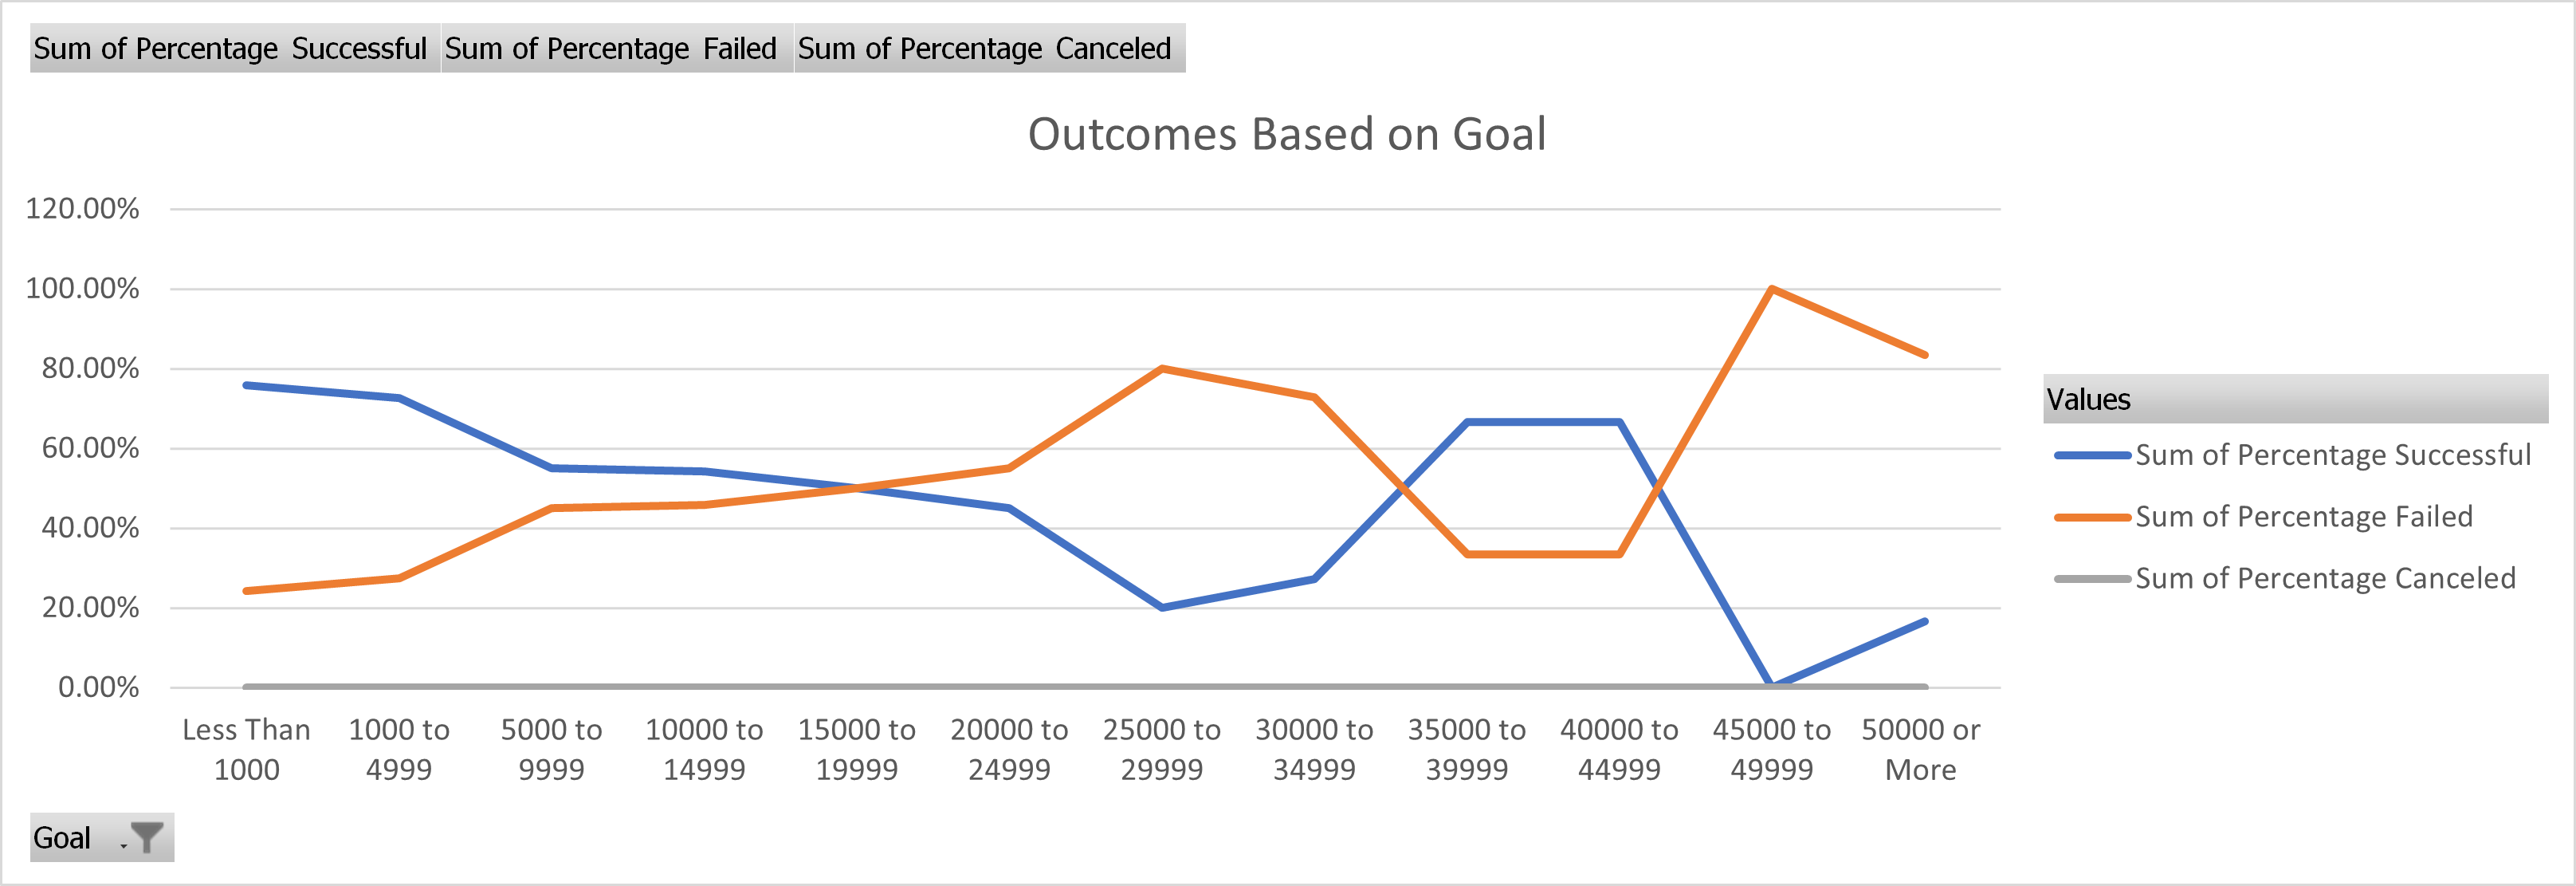 Sum of Percentage Successful Sum of Percentage Failed Sum of Percentage Canceled
Outcomes Based on Goal
120.00%
100.00%
80.00%
60.00%
40.00%
20.00%
0.00%
Less Than 1000
1000 to 4999
5000 to 9999
10000 to 14999
15000 to 19999
20000 to 24999
25000 to 29999
30000 to 34999
35000 to 39999
40000 to 44999
45000 to 49999
50000 or More
Values
Sum of Percentage Successful
Sum of Percentage Failed
Sum of Percentage Canceled
Goal